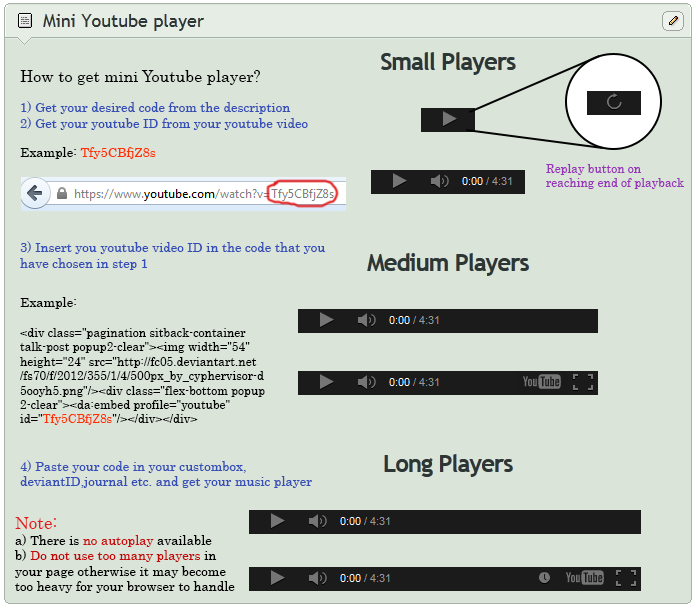 Mini Youtube player
How to get mini Youtube player?
1) Get your desired code from the description
2) Get your youtube ID from your youtube video
Example: Tfy5CBfjZ8s
https://www.youtube.com/watch?v=Tfy5CBfjZ8s
3) Insert you youtube video ID in the code that you
have chosen in step 1
Example:
<div class="pagination sitback-container
talk-post popup2-clear"><img width="54"
height="24" src="http://fc05.deviantart.net
/fs70/f/2012/355/1/4/500px_by_cyphervisor-d
5ooyh5.png"/><div class="flex-bottom popup
2-clear"><da:embed profile="youtube"
id="Tfy5CBfjZ8s"/></div></div>
4) Paste your code in your custombox,
deviantID,journal etc. and get your music player
Note:
a) There is no autoplay available
b) Do not use too many players in
your page otherwise it may become
too heavy for your browser to handle
Small Players
Replay button on
reaching end of playback
0:00 / 4:31
Medium Players
0:00 / 4:31
0:00 / 4:31 YouTube
Long Players
0:00 / 4:31
0:00 / 4:31 YouTube